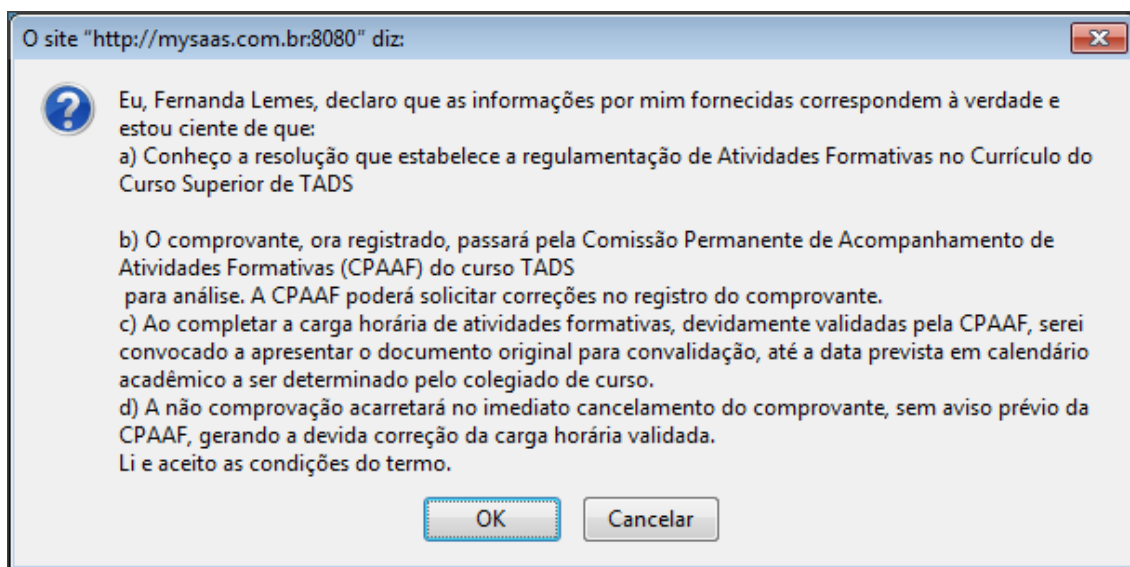 O site "http://mysaas.com.br:8080" diz:
Eu, Fernanda Lemes, declaro que as informações por mim fornecidas correspondem à verdade e
estou ciente de que:
a) Conheço a resolução que estabelece a regulamentação de Atividades Formativas no Currículo do
Curso Superior de TADS
b) O comprovante, ora registrado, passará pela Comissão Permanente de Acompanhamento de
Atividades Formativas (CPAAF) do curso TADS
para análise. A CPAAF poderá solicitar correções no registro do comprovante.
c) Ao completar a carga horária de atividades formativas, devidamente validadas pela CPAAF, serei
convocado a apresentar o documento original para convalidação, até a data prevista em calendário
acadêmico a ser determinado pelo colegiado de curso.
d) A não comprovação acarretará no imediato cancelamento do comprovante, sem aviso prévio da
CPAAF, gerando a devida correção da carga horária validada.
Li e aceito as condições do termo.
OK Cancelar